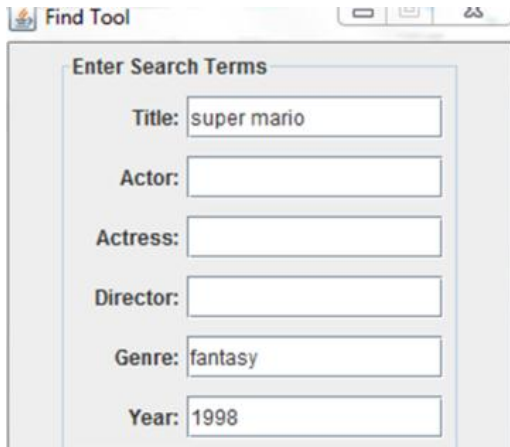 Find Tool
Enter Search Terms
Title: super mario
Actor:
Actress:
Director:
Genre: fantasy
Year: 1998